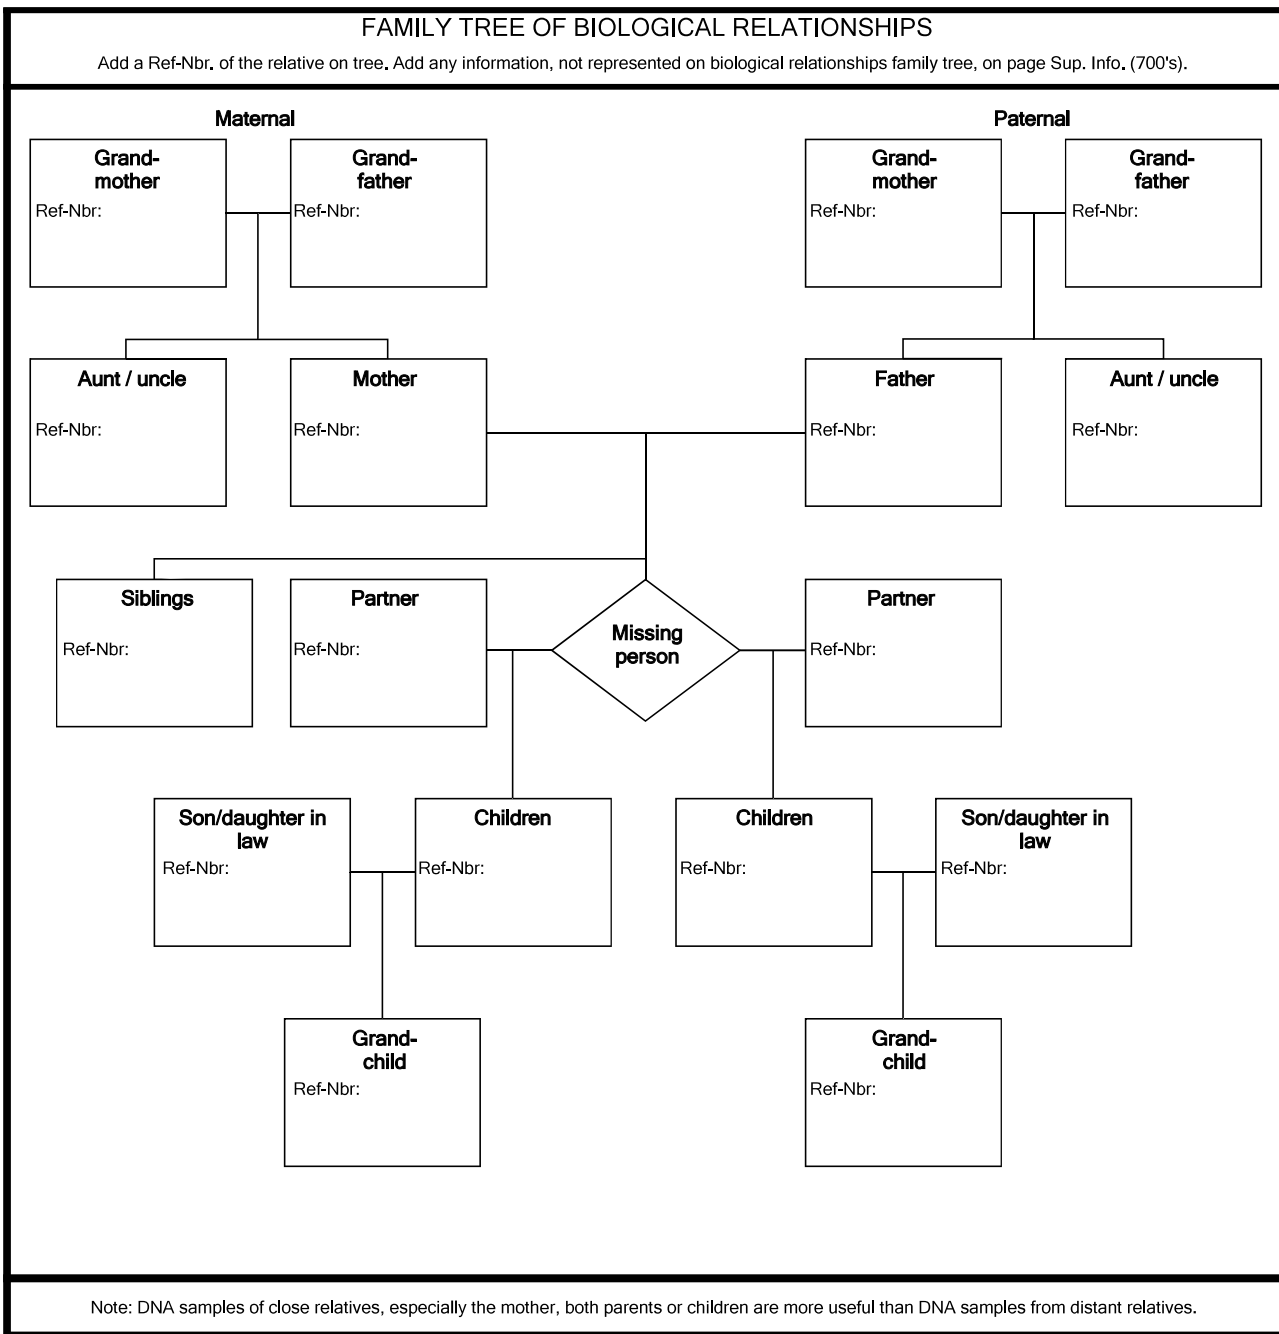 FAMILY TREE OF BIOLOGICAL RELATIONSHIPS
Add a Ref-Nbr. of the relative on tree. Add any information, not represented on biological relationships family tree, on page Sup. Info. (700's).
Maternal
Paternal
Grand-
mother
Ref-Nbr:
Grand-
father
Ref-Nbr:
Grand-
mother
Ref-Nbr:
Grand-
father
Ref-Nbr:
Aunt / uncle
Ref-Nbr:
Mother
Ref-Nbr:
Father
Ref-Nbr:
Aunt / uncle
Ref-Nbr:
Siblings
Ref-Nbr:
Partner
Ref-Nbr:
Missing
person
Partner
Ref-Nbr:
Son/daughter in
law
Ref-Nbr:
Children
Ref-Nbr:
Children
Ref-Nbr:
Son/daughter in
law
Ref-Nbr:
Grand-
child
Ref-Nbr:
Grand-
child
Ref-Nbr:
Note: DNA samples of close relatives, especially the mother, both parents or children are more useful than DNA samples from distant relatives.